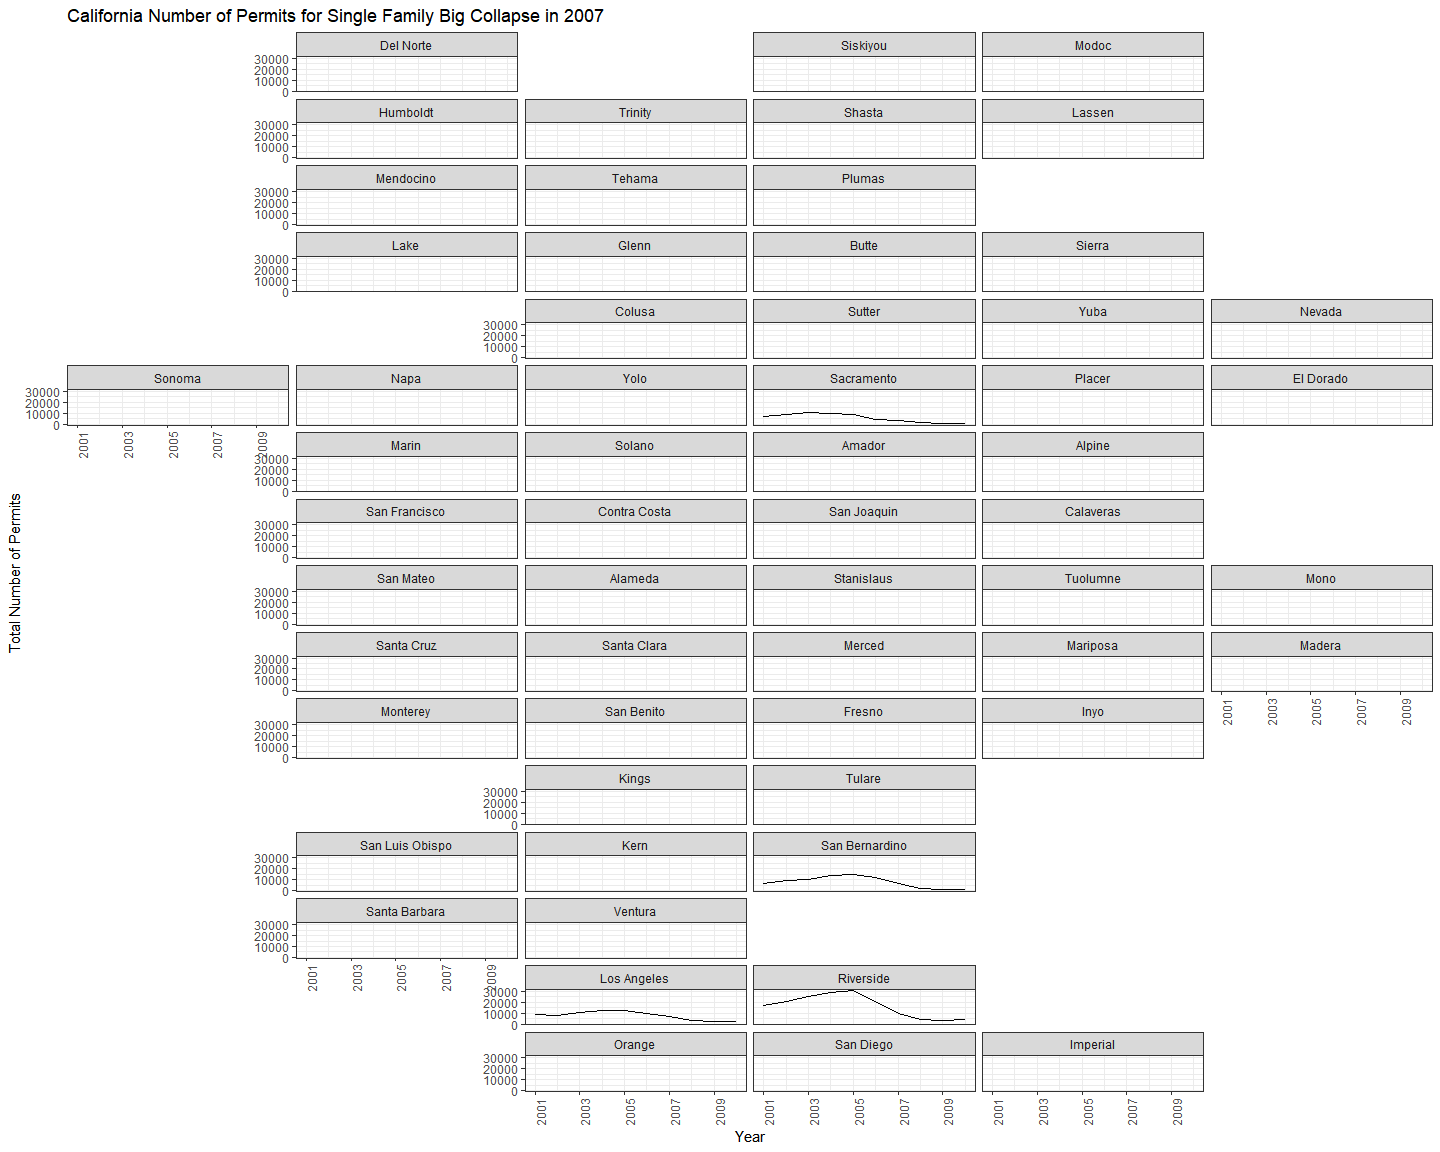 California Number of Permits for Single Family Big Collapse in 2007
Del Norte
Siskiyou
Modoc
30000
10000
20000
0
Humboldt
Trinity
Shasta
Lassen
30000
20000
10000
0
Mendocino
Tehama
Plumas
30000
20000
10000
0
Lake
Glenn
Butte
Sierra
30000
20000
10000
0
Colusa
Sutter
Yuba
Nevada
30000
20000
10000
0
Sonoma
Napa
Yolo
Sacramento
Placer
El Dorado
30000
20000
10000
0
2001
2003
2005
2007
2009
Marin
Solano
Amador
Alpine
30000
20000
10000
0
San Francisco
Contra Costa
San Joaquin
Calaveras
30000
20000
10000
0
San Mateo
Alameda
Stanislaus
Tuolumne
Mono
30000
20000
10000
0
Santa Cruz
Santa Clara
Merced
Mariposa
Madera
30000
20000
10000
0
2001
2003
2005
2007
2009
Monterey
San Benito
Fresno
Inyo
30000
20000
10000
0
Kings
Tulare
30000
20000
10000
0
San Luis Obispo
Kern
San Bernardino
30000
20000
10000
0
Santa Barbara
Ventura
30000
20000
10000
0
2001
2003
2005
2007
2009
Los Angeles
Riverside
30000
20000
10000
0
Orange
San Diego
Imperial
30000
20000
10000
0
2001
2003
2005
2007
2009
2001
2003
2005
2007
2009
2001
2003
2005
2007
2009
Year
Total Number of Permits